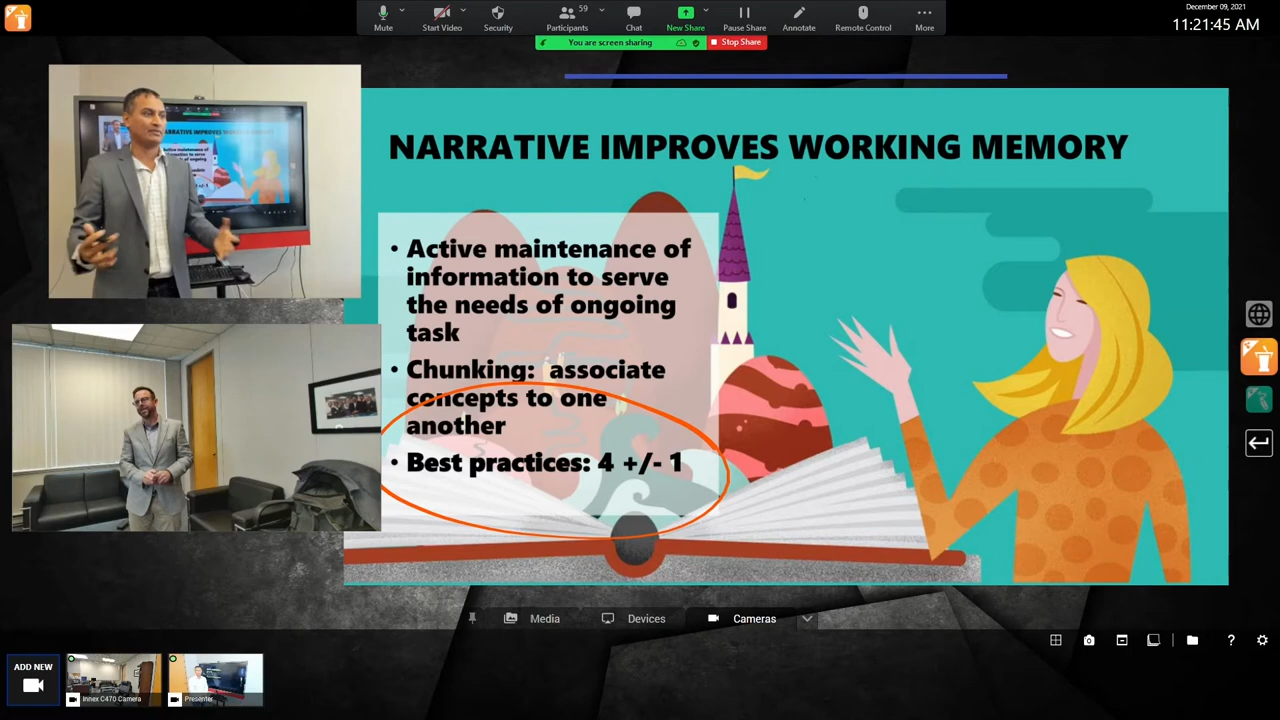 December 09, 2021
11:21:45 AM
59
Mute
Start Video
Security
Participants
Chat
New Share
Pause Share
Annotate
Remote Control
More
You are screen sharing
Stop Share
NARRATIVE IMPROVES WORKING MEMORY
• Active maintenance of
information to serve
the needs of ongoing
task
• Chunking: associate
concepts to one
another
• Best practices: 4 +/- 1
Media
Devices
Cameras
ADD NEW
Innex C470 Camera
Presenter